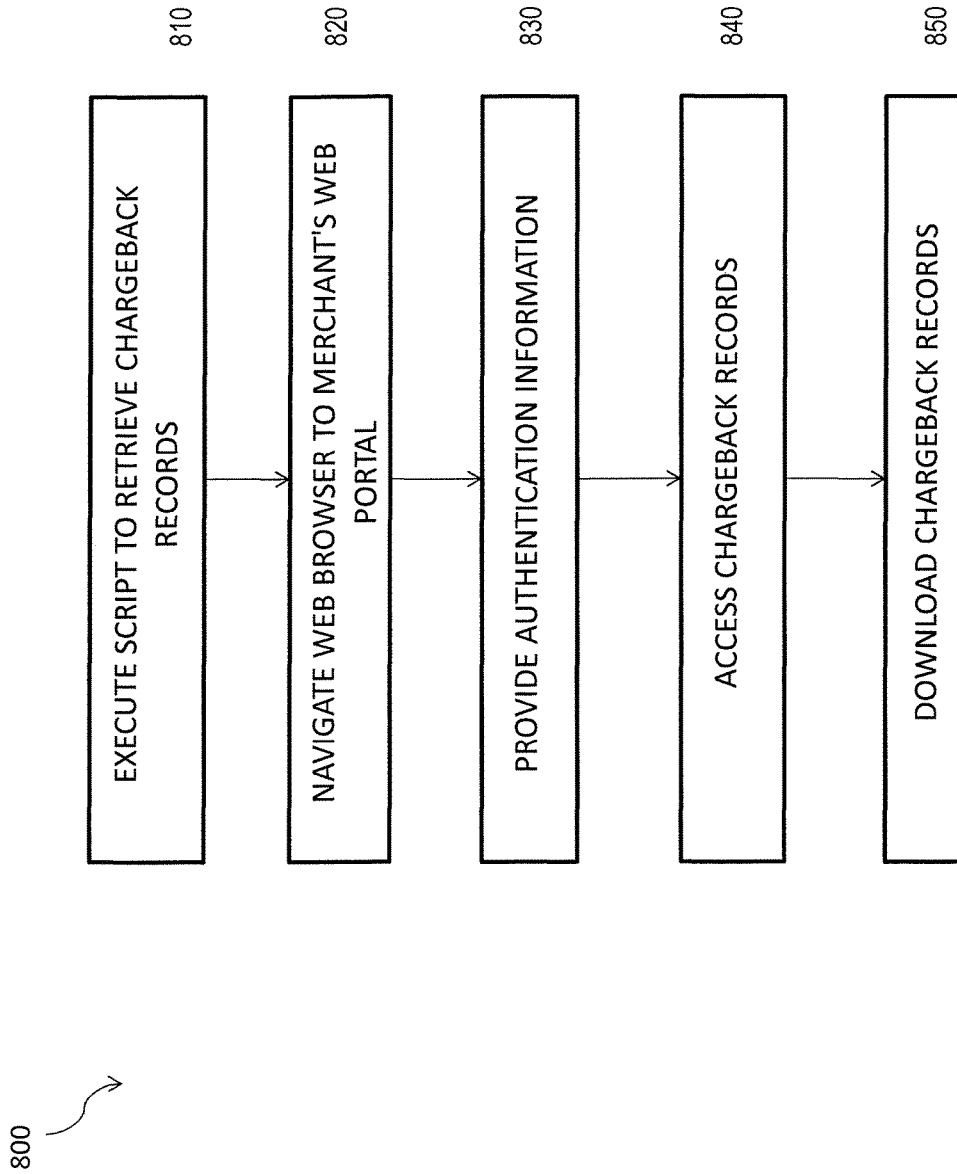 800
EXECUTE SCRIPT TO RETRIEVE CHARGEBACK
RECORDS
810
NAVIGATE WEB BROWSER TO MERCHANT'S WEB
PORTAL
820
PROVIDE AUTHENTICATION INFORMATION
830
ACCESS CHARGEBACK RECORDS
840
DOWNLOAD CHARGEBACK RECORDS
850